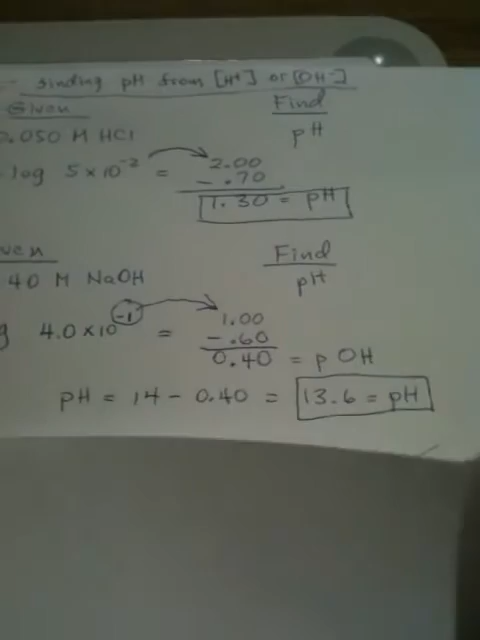 finding pH from [H+] or [OH-]
Given Find
0.050 M HCl pH
log 5 x 10^-2 = 2.00
- .70
1.30 = pH
ven Find
40 M NaOH pH
g 4.0 x 10^-1 = 1.00
- .60
0.40 = pOH
pH = 14 - 0.40 = 13.6 = pH